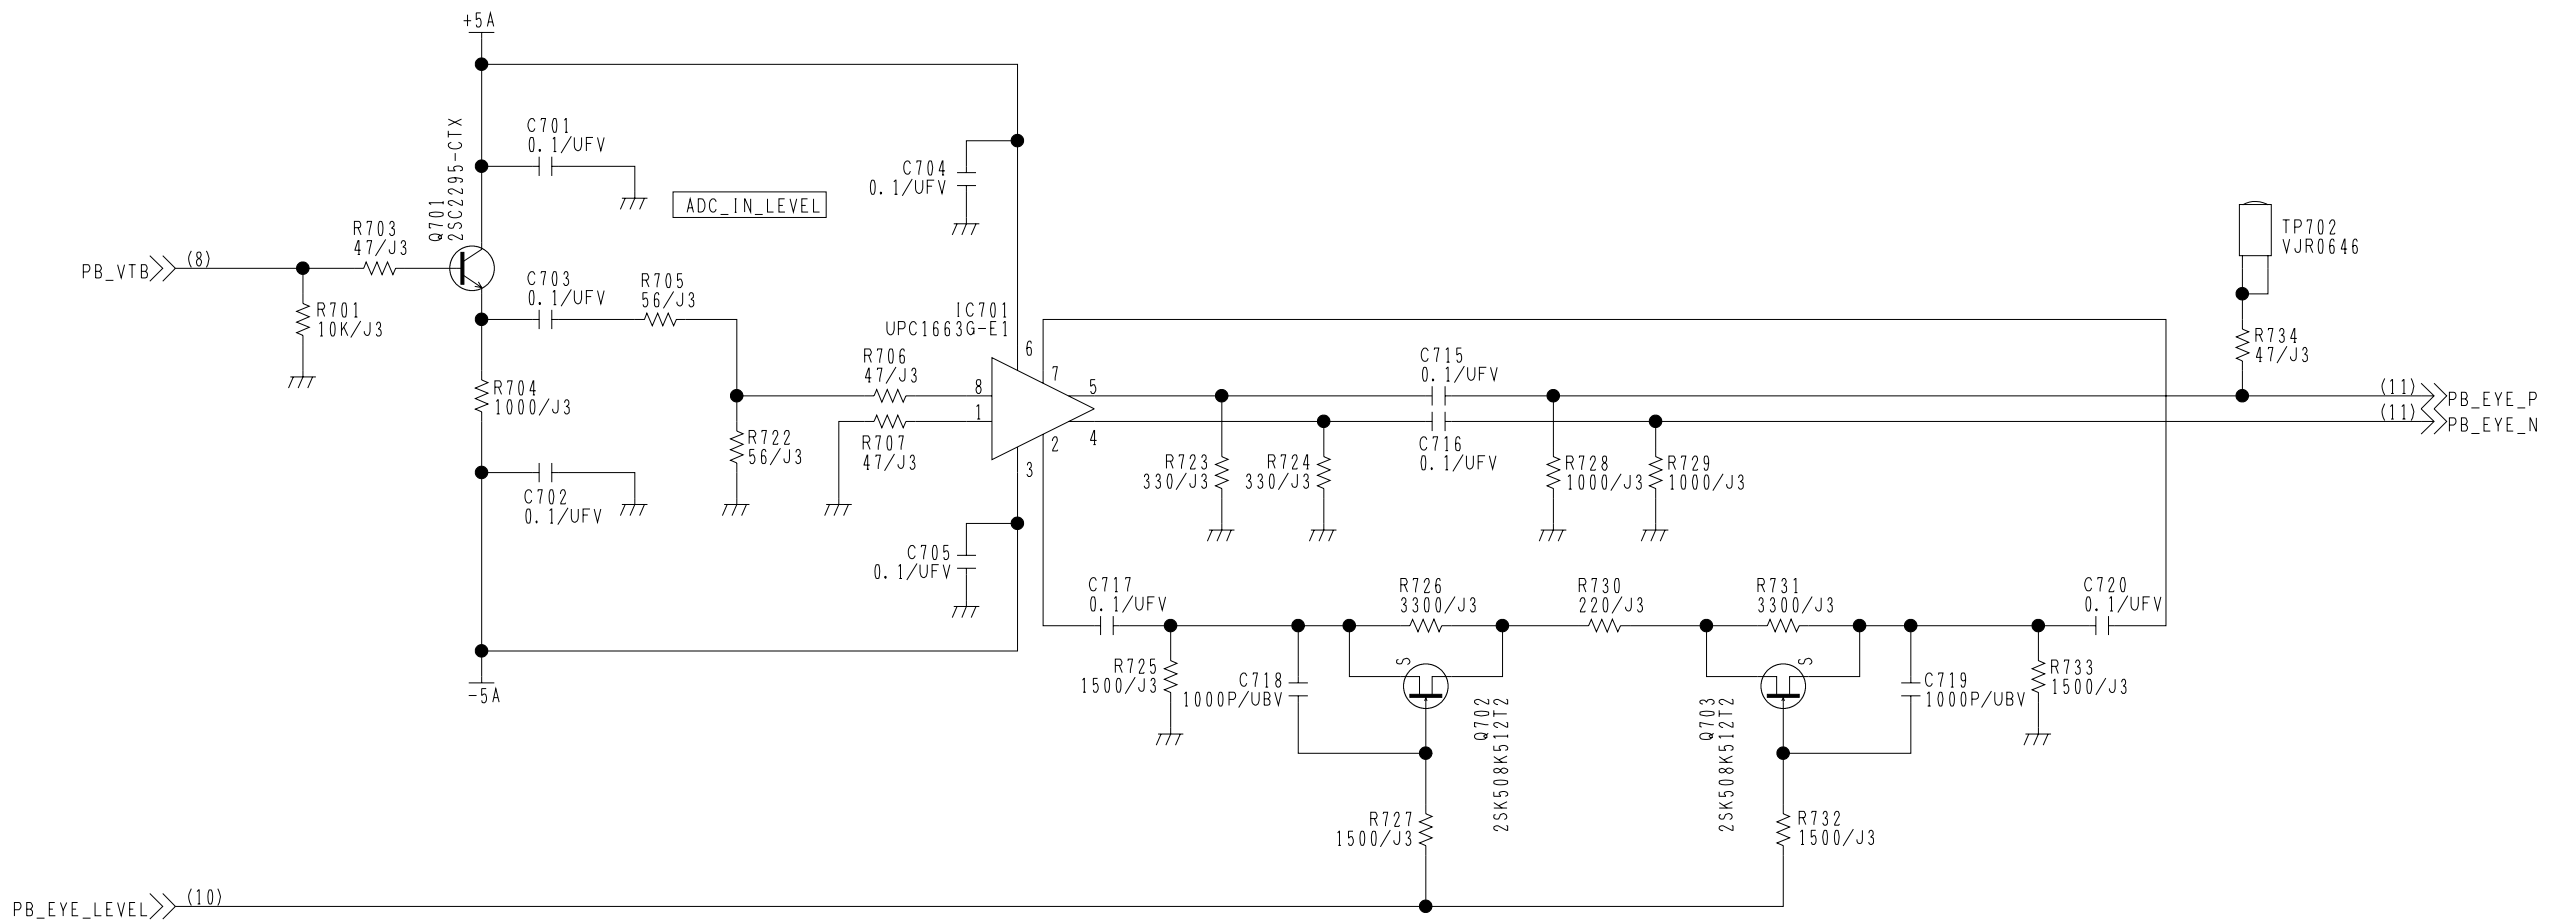 +5A
C701
0.1/UFV
Q701
2SC2295-CTX
C704
0.1/UFV
ADC_IN_LEVEL
R703
47/J3
PB_VTB
(8)
TP702
VJR0646
C703
0.1/UFV
R705
56/J3
R701
10K/J3
IC701
UPC1663G-E1
6
R734
47/J3
R706
47/J3
C715
0.1/UFV
7
8
5
R704
1000/J3
(11)
PB_EYE_P
1
(11)
PB_EYE_N
R722
56/J3
R707
47/J3
2
4
C716
0.1/UFV
3
R723
330/J3
R724
330/J3
R728
1000/J3
R729
1000/J3
C702
0.1/UFV
C705
0.1/UFV
C717
0.1/UFV
R726
3300/J3
R730
220/J3
R731
3300/J3
C720
0.1/UFV
R725
1500/J3
C718
1000P/UBV
S
S
C719
1000P/UBV
R733
1500/J3
-5A
Q702
2SK508K512T2
Q703
2SK508K512T2
R727
1500/J3
R732
1500/J3
PB_EYE_LEVEL
(10)